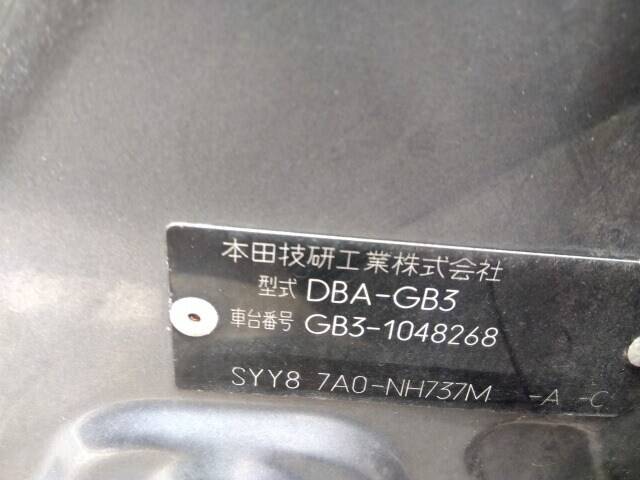 本田技研工業株式会社
型式 DBA-GB3
車台番号 GB3-1048268
SYY8 7A0-NH737M -A -C